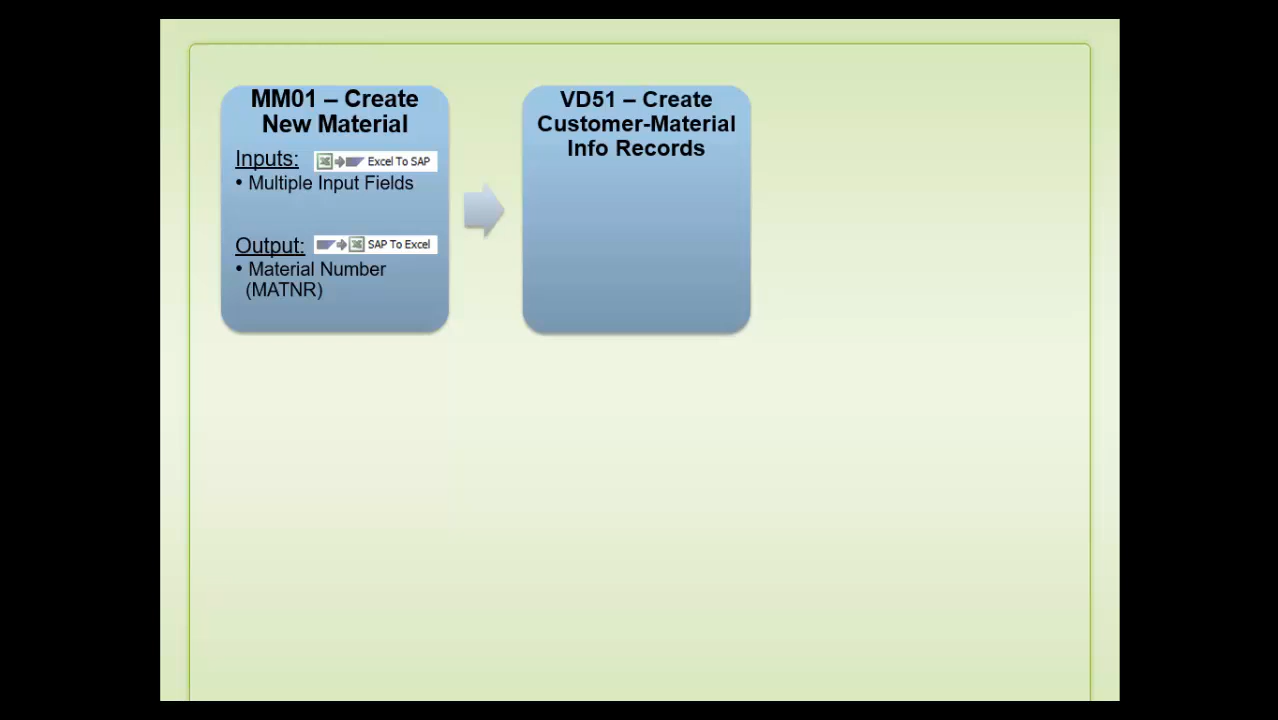 MM01 – Create
New Material
Inputs: Excel To SAP
• Multiple Input Fields
Output: SAP To Excel
• Material Number
(MATNR)
VD51 – Create
Customer-Material
Info Records